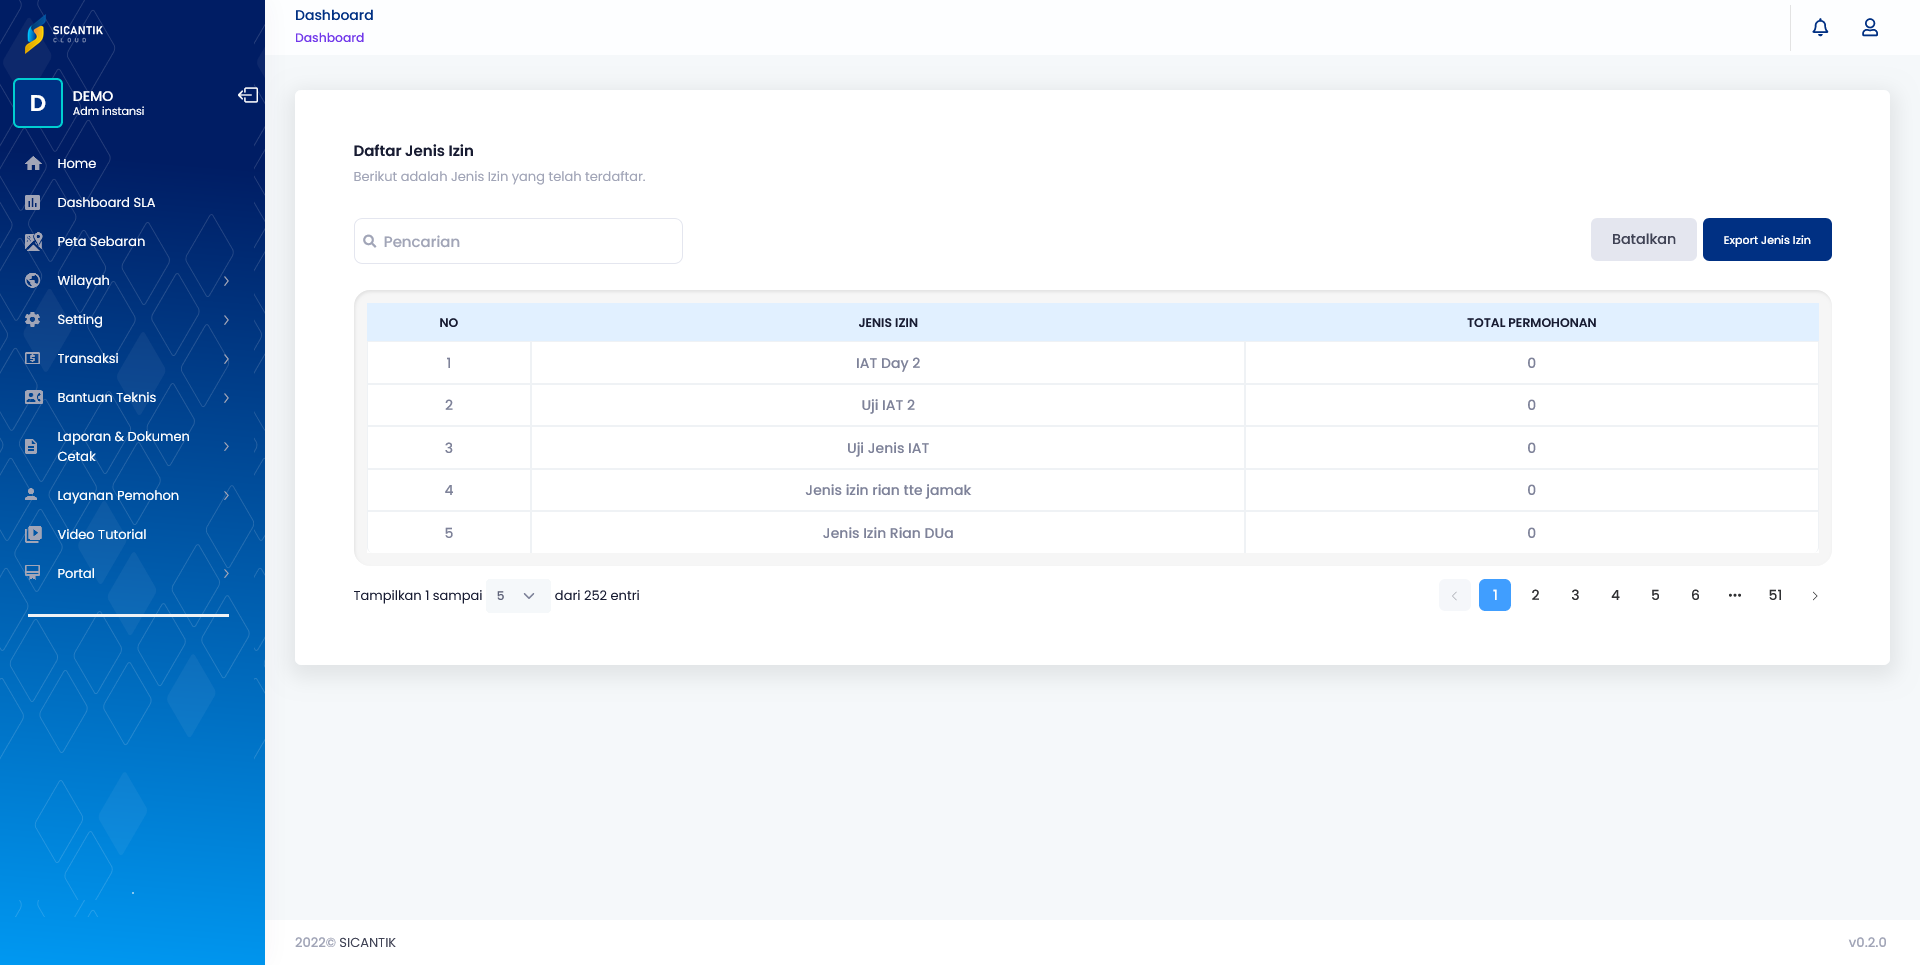 SICANTIK
CLOUD
D
DEMO
Adm instansi
Home
Dashboard SLA
Peta Sebaran
Wilayah
Setting
Transaksi
Bantuan Teknis
Laporan & Dokumen
Cetak
Layanan Pemohon
Video Tutorial
Portal
Dashboard
Dashboard
Daftar Jenis Izin
Berikut adalah Jenis Izin yang telah terdaftar.
Pencarian
Batalkan
Export Jenis Izin
NO JENIS IZIN TOTAL PERMOHONAN
1 IAT Day 2 0
2 Uji IAT 2 0
3 Uji Jenis IAT 0
4 Jenis izin rian tte jamak 0
5 Jenis Izin Rian DUa 0
Tampilkan 1 sampai 5 dari 252 entri
1 2 3 4 5 6 ••• 51
2022© SICANTIK
v0.2.0